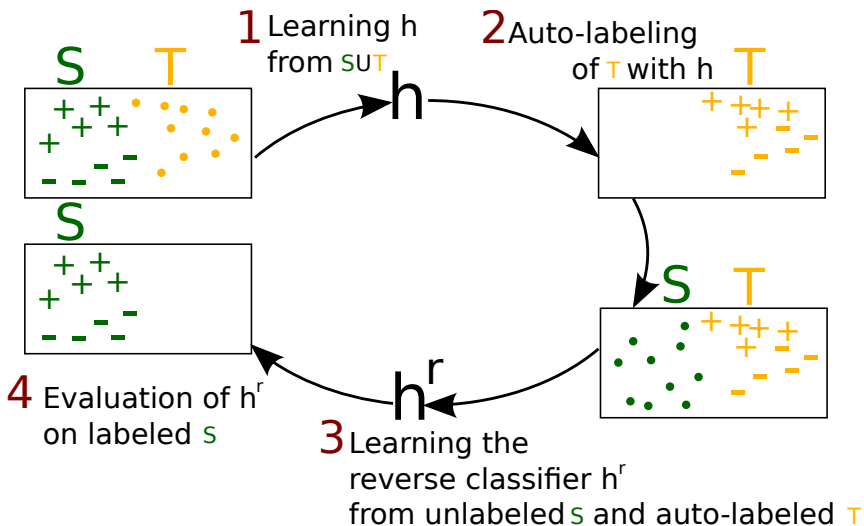 1 Learning h
from SUT
2 Auto-labeling
of T with h
S T
h
T
S
S T
h^r
4 Evaluation of h^r
on labeled S
3 Learning the
reverse classifier h^r
from unlabeled S and auto-labeled T